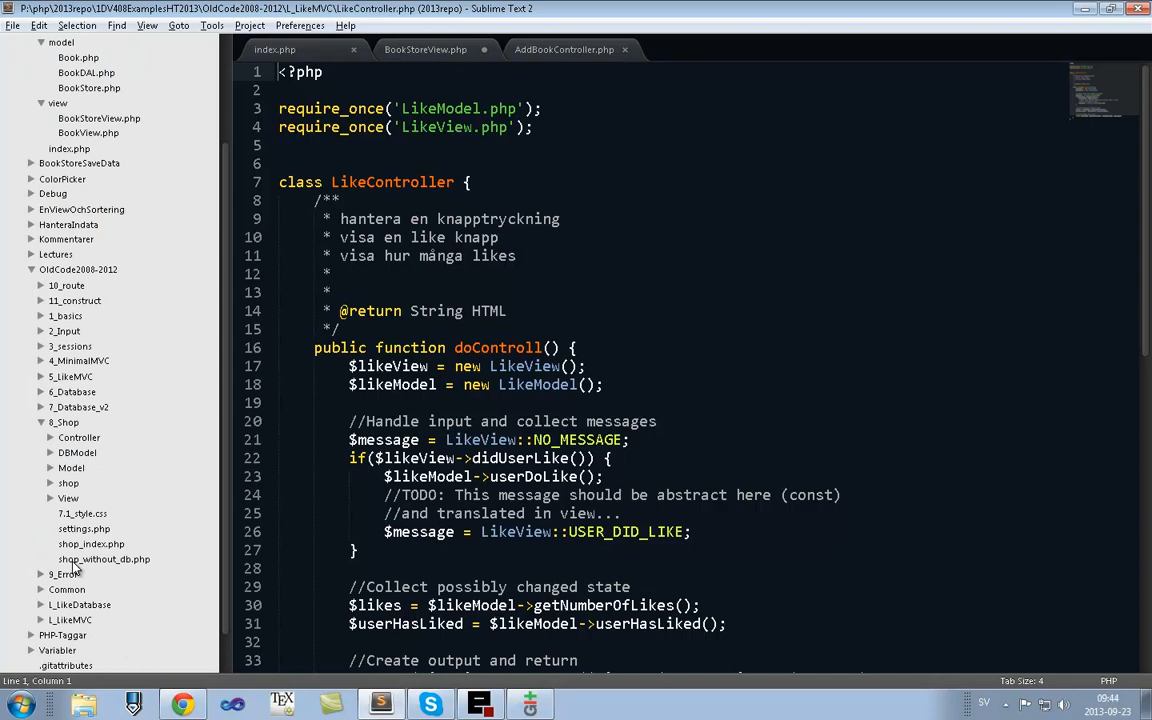 P:\php\2013repo\1DV408ExamplesHT2013\OldCode2008-2012\L_LikeMVC\LikeController.php (2013repo) - Sublime Text 2
File Edit Selection Find View Goto Tools Project Preferences Help
index.php
BookStoreView.php
AddBookController.php
model
Book.php
BookDAL.php
BookStore.php
view
BookStoreView.php
BookView.php
index.php
BookStoreSaveData
ColorPicker
Debug
EnViewOchSortering
HanteraIndata
Kommentarer
Lectures
OldCode2008-2012
10_route
11_construct
1_basics
2_Input
3_sessions
4_MinimalMVC
5_LikeMVC
6_Database
7_Database_v2
8_Shop
Controller
DBModel
Model
shop
View
7.1_style.css
settings.php
shop_index.php
shop_without_db.php
9_Error
Common
L_LikeDatabase
L_LikeMVC
PHP-Taggar
Variabler
.gitattributes
1 <?php
2
3 require_once('LikeModel.php');
4 require_once('LikeView.php');
5
6
7 class LikeController {
8 /**
9 * hantera en knapptryckning
10 * visa en like knapp
11 * visa hur många likes
12 *
13 *
14 * @return String HTML
15 */
16 public function doControll() {
17 $likeView = new LikeView();
18 $likeModel = new LikeModel();
19
20 //Handle input and collect messages
21 $message = LikeView::NO_MESSAGE;
22 if($likeView->didUserLike()) {
23 $likeModel->userDoLike();
24 //TODO: This message should be abstract here (const)
25 //and translated in view...
26 $message = LikeView::USER_DID_LIKE;
27 }
28
29 //Collect possibly changed state
30 $likes = $likeModel->getNumberOfLikes();
31 $userHasLiked = $likeModel->userHasLiked();
32
33 //Create output and return
Line 1, Column 1
Tab Size: 4
PHP
SV
09:44
2013-09-23